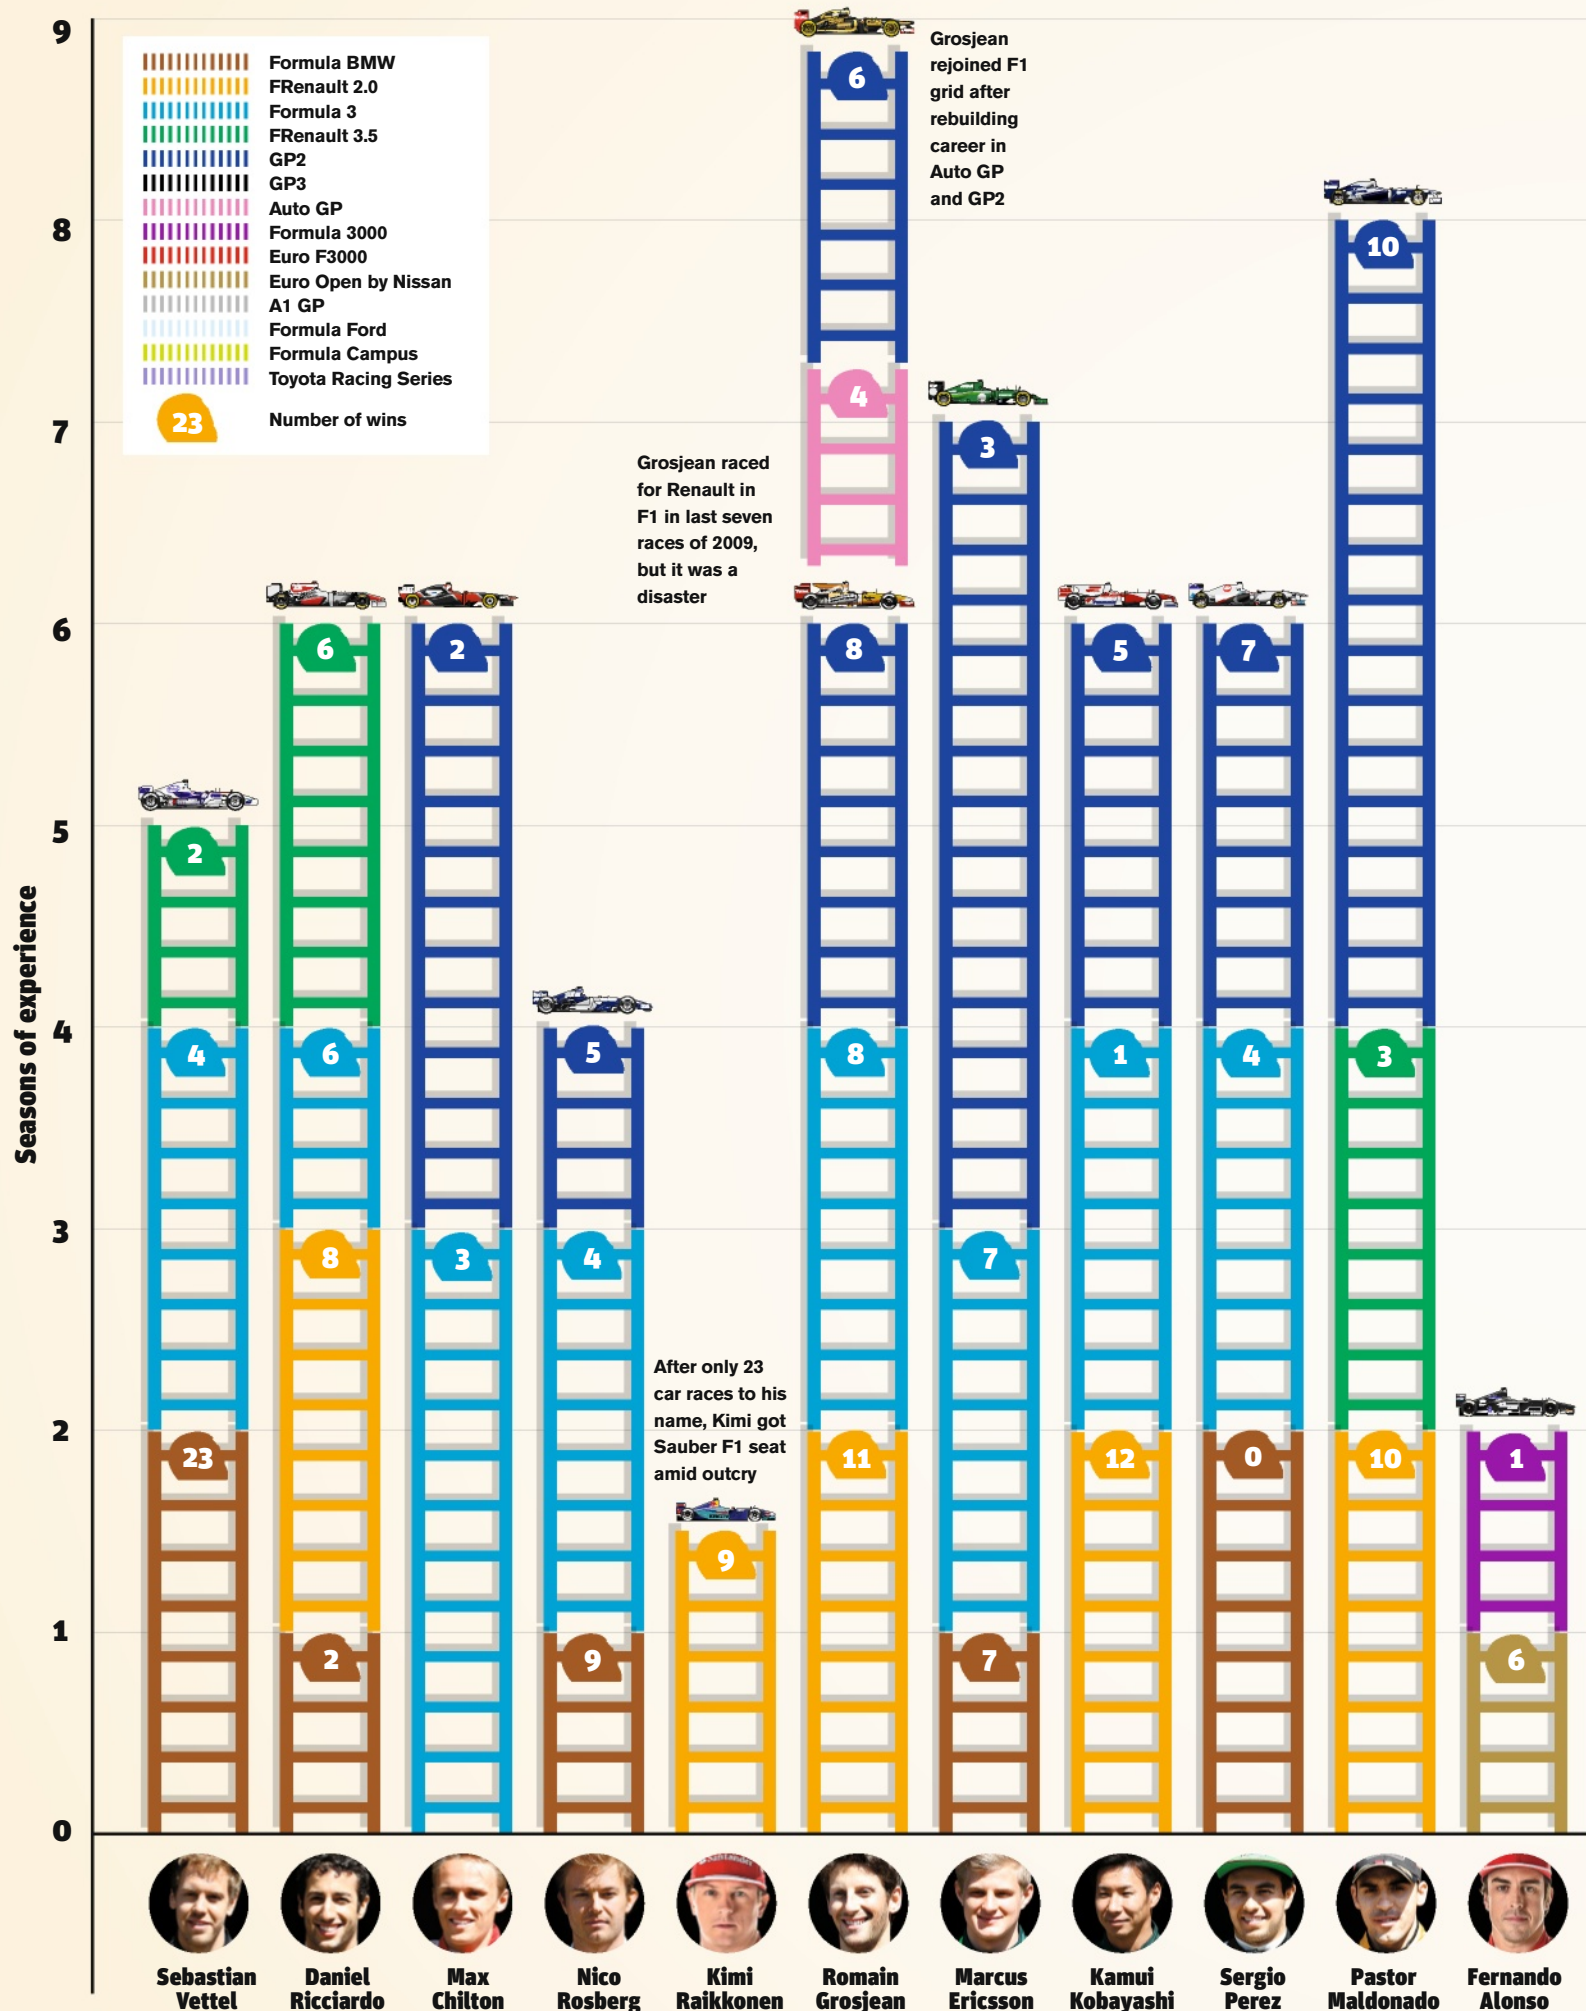 9
8
7
6
5
4
3
2
1
0
Seasons of experience
Formula BMW
FRenault 2.0
Formula 3
FRenault 3.5
GP2
GP3
Auto GP
Formula 3000
Euro F3000
Euro Open by Nissan
A1 GP
Formula Ford
Formula Campus
Toyota Racing Series
23 Number of wins
Grosjean
rejoined F1
grid after
rebuilding
career in
Auto GP
and GP2
Grosjean raced
for Renault in
F1 in last seven
races of 2009,
but it was a
disaster
After only 23
car races to his
name, Kimi got
Sauber F1 seat
amid outcry
2
4
23
6
6
8
2
2
3
5
4
9
9
6
4
8
8
11
3
7
7
5
1
12
7
4
0
10
3
10
1
6
Sebastian
Vettel
Daniel
Ricciardo
Max
Chilton
Nico
Rosberg
Kimi
Raikkonen
Romain
Grosjean
Marcus
Ericsson
Kamui
Kobayashi
Sergio
Perez
Pastor
Maldonado
Fernando
Alonso